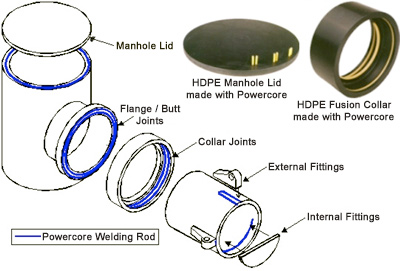 Manhole Lid
HDPE Manhole Lid
made with Powercore
HDPE Fusion Collar
made with Powercore
Flange / Butt
Joints
Collar Joints
External Fittings
Internal Fittings
Powercore Welding Rod